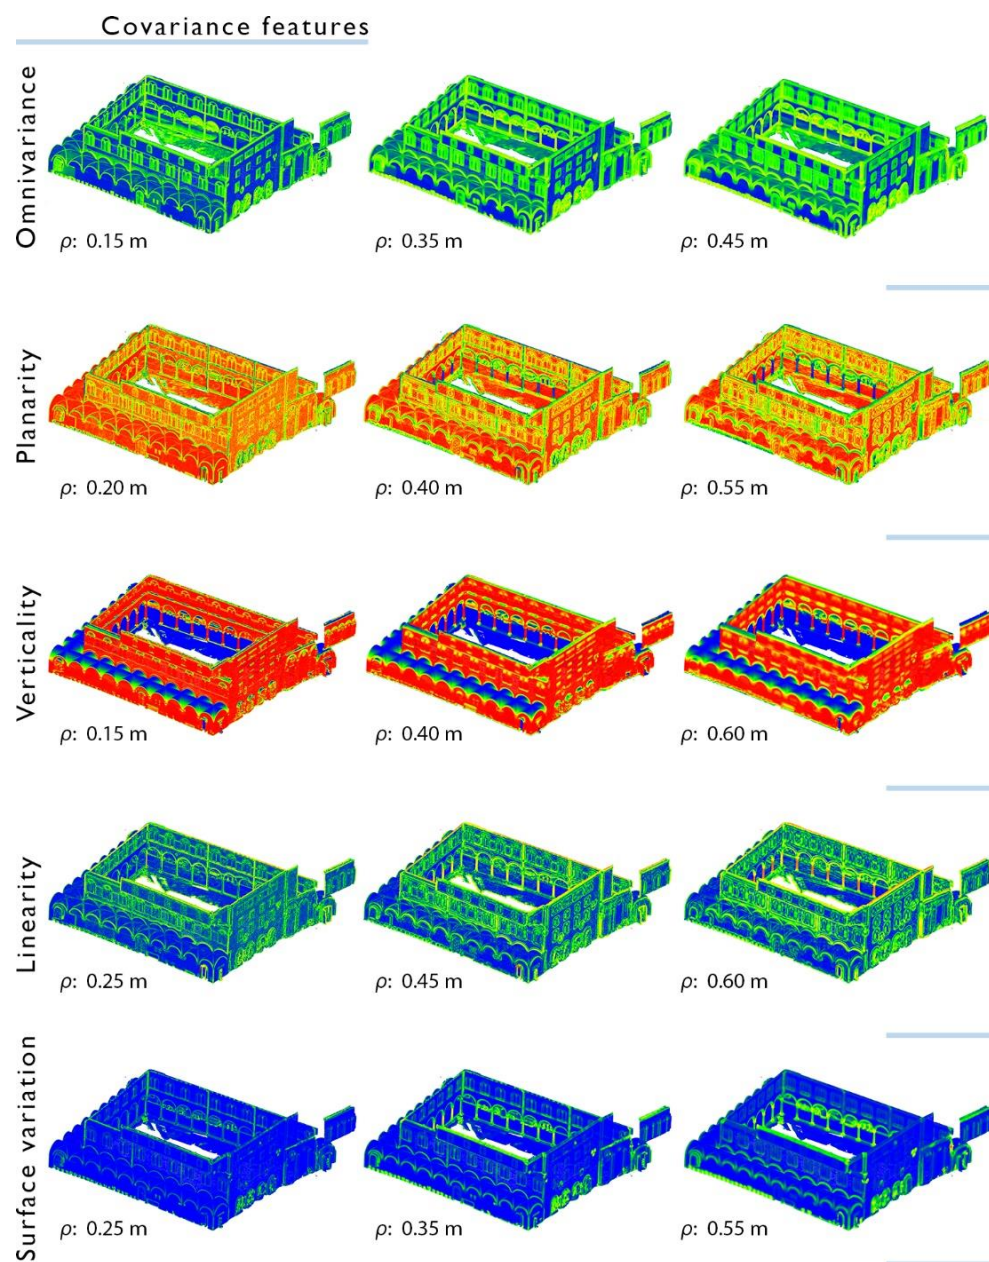 Covariance features
Omnivariance
ρ: 0.15 m
ρ: 0.35 m
ρ: 0.45 m
Planarity
ρ: 0.20 m
ρ: 0.40 m
ρ: 0.55 m
Verticality
ρ: 0.15 m
ρ: 0.40 m
ρ: 0.60 m
Linearity
ρ: 0.25 m
ρ: 0.45 m
ρ: 0.60 m
Surface variation
ρ: 0.25 m
ρ: 0.35 m
ρ: 0.55 m